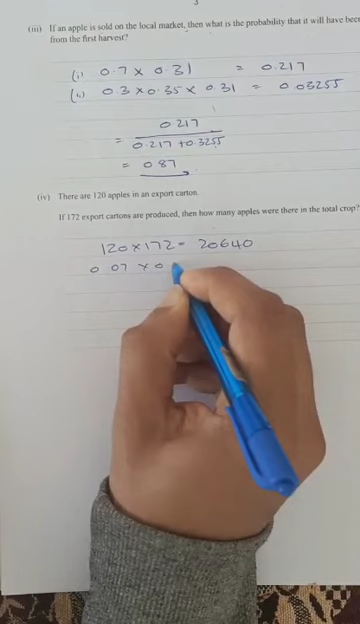 3
(iii) If an apple is sold on the local market, then what is the probability that it will have bee
from the first harvest?
(i) 0.7 × 0.31 = 0.217
(ii) 0.3 × 0.35 × 0.31 = 0.03255
0.217
= 0.217 + 0.3255
= 0.87
(iv) There are 120 apples in an export carton.
If 172 export cartons are produced, then how many apples were there in the total crop?
120 × 172 = 20640
0 07 × 0